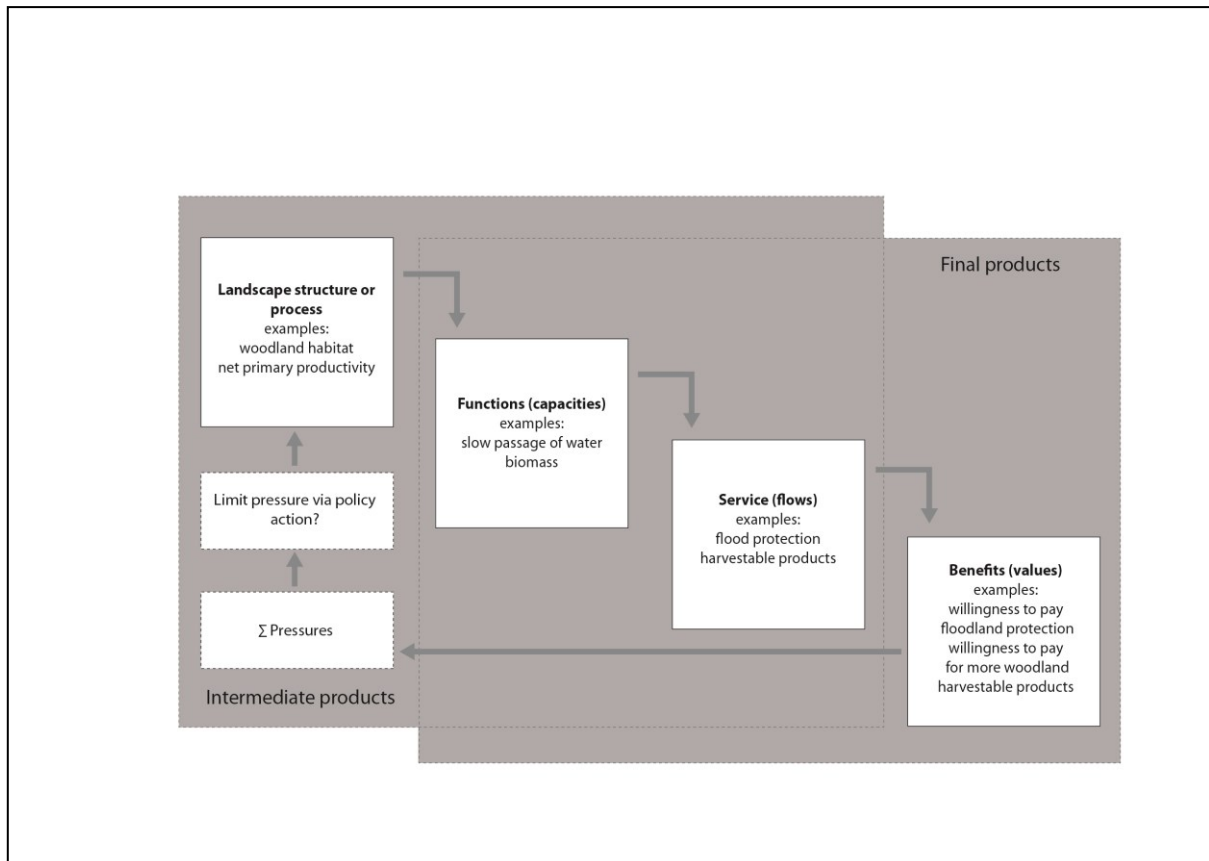 Final products
Landscape structure or
process
examples:
woodland habitat
net primary productivity
Functions (capacities)
examples:
slow passage of water
biomass
Service (flows)
examples:
flood protection
harvestable products
Benefits (values)
examples:
willingness to pay
floodland protection
willingness to pay
for more woodland
harvestable products
Limit pressure via policy
action?
∑ Pressures
Intermediate products